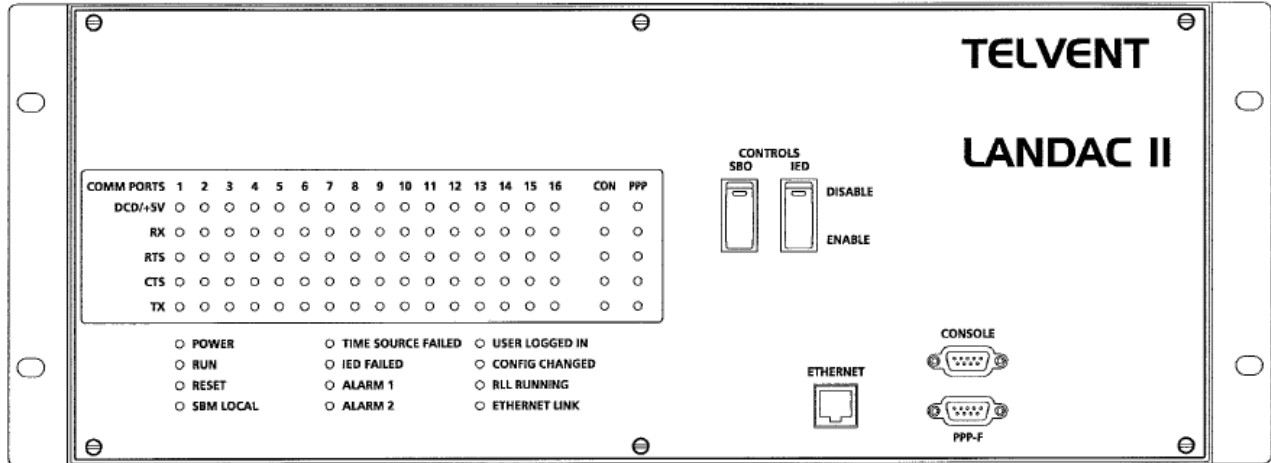 TELVENT
LANDAC II
CONTROLS
SBO IED
DISABLE
ENABLE
COMM PORTS 1 2 3 4 5 6 7 8 9 10 11 12 13 14 15 16 CON PPP
DCD/+5V
RX
RTS
CTS
TX
POWER TIME SOURCE FAILED USER LOGGED IN
RUN IED FAILED CONFIG CHANGED
RESET ALARM 1 RLL RUNNING
SBM LOCAL ALARM 2 ETHERNET LINK
ETHERNET
CONSOLE
PPP-F